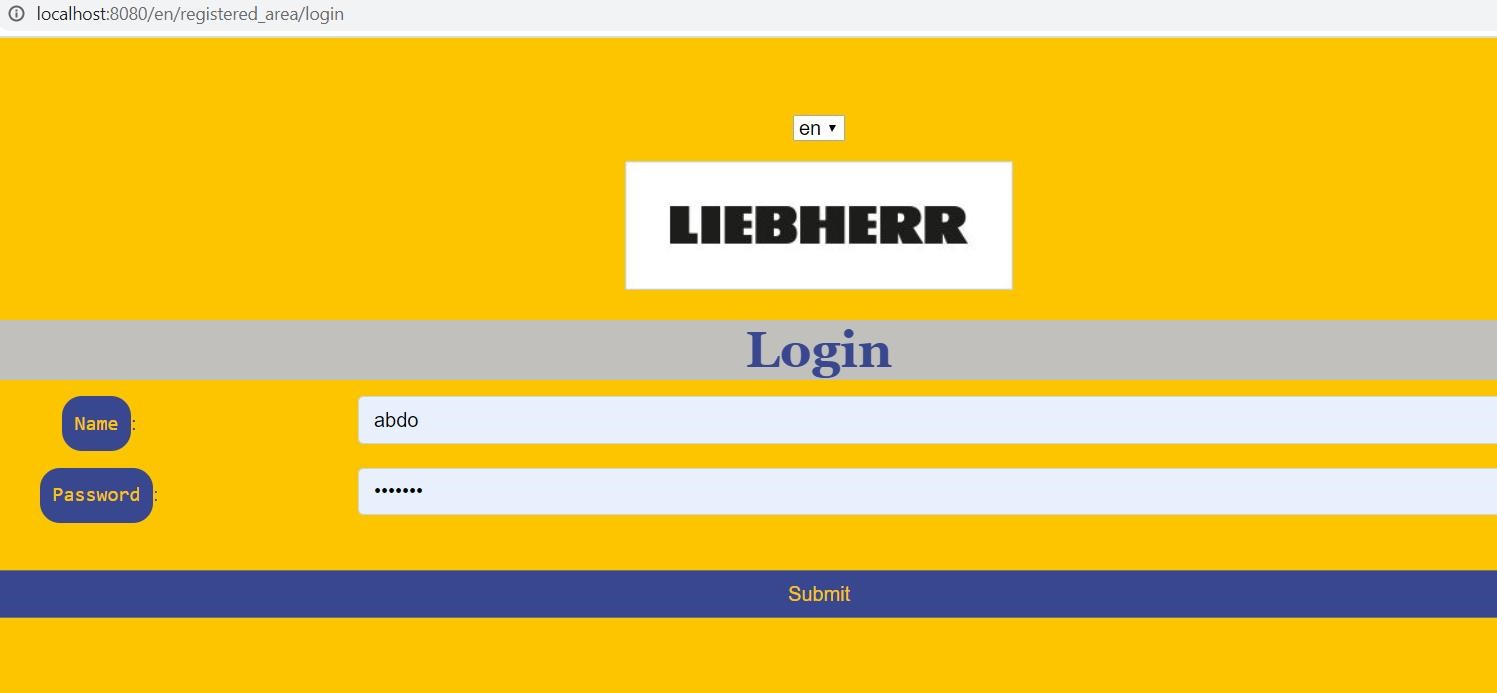 localhost:8080/en/registered_area/login
en
LIEBHERR
Login
Name: abdo
Password: •••••••
Submit